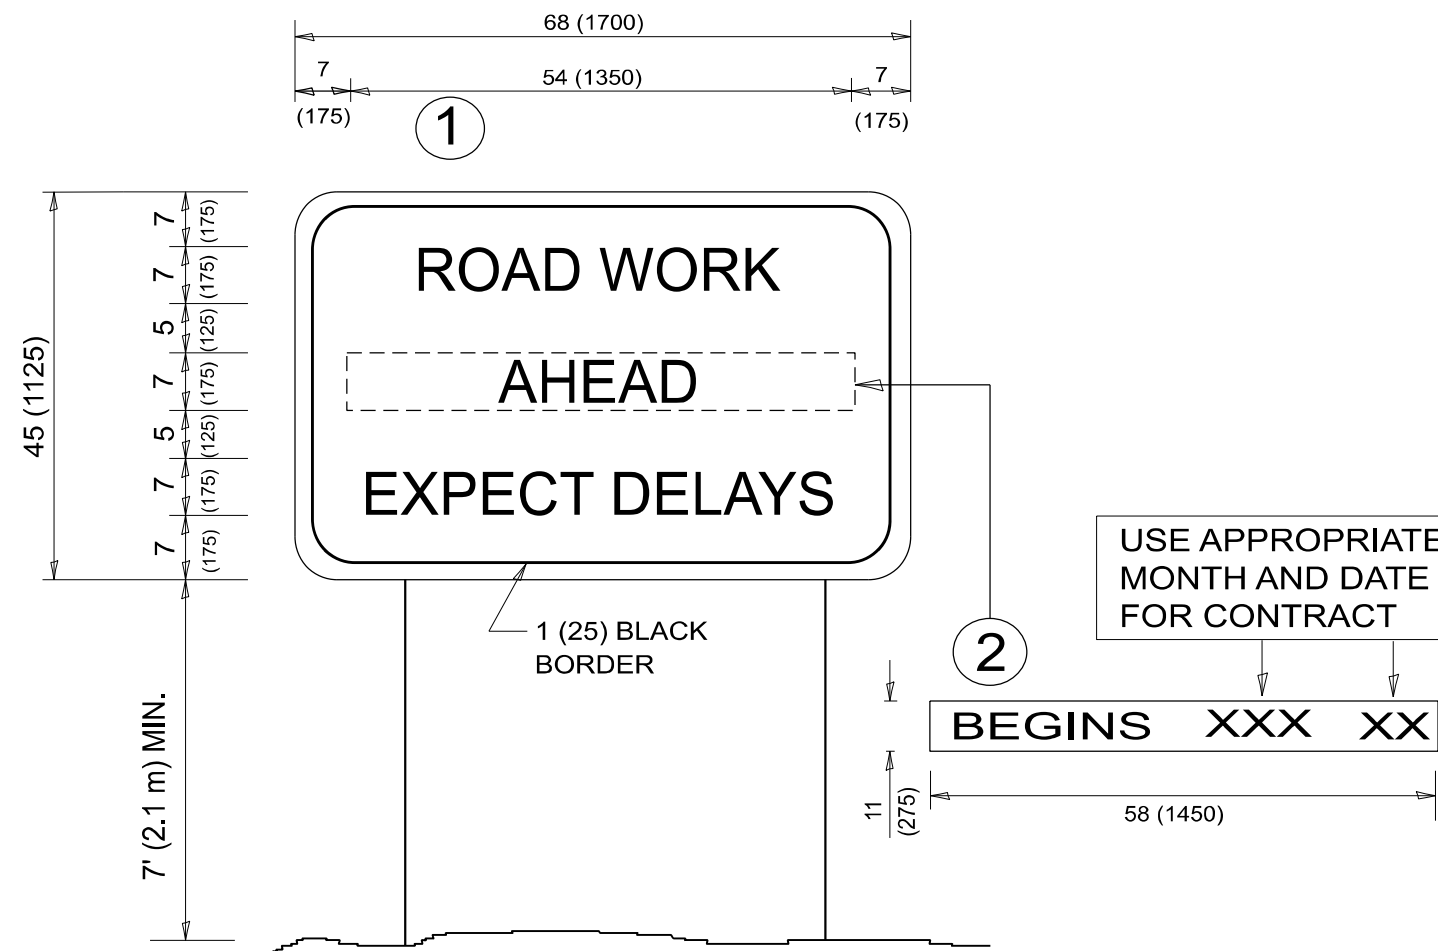 68 (1700)
7
54 (1350)
7
(175)
(175)
1
7
(175)
7
(175)
5
(125)
7
(175)
5
(125)
7
(175)
7
(175)
45 (1125)
ROAD WORK
AHEAD
EXPECT DELAYS
1 (25) BLACK
BORDER
2
USE APPROPRIATE
MONTH AND DATE
FOR CONTRACT
BEGINS XXX XX
11
(275)
58 (1450)
7' (2.1 m) MIN.